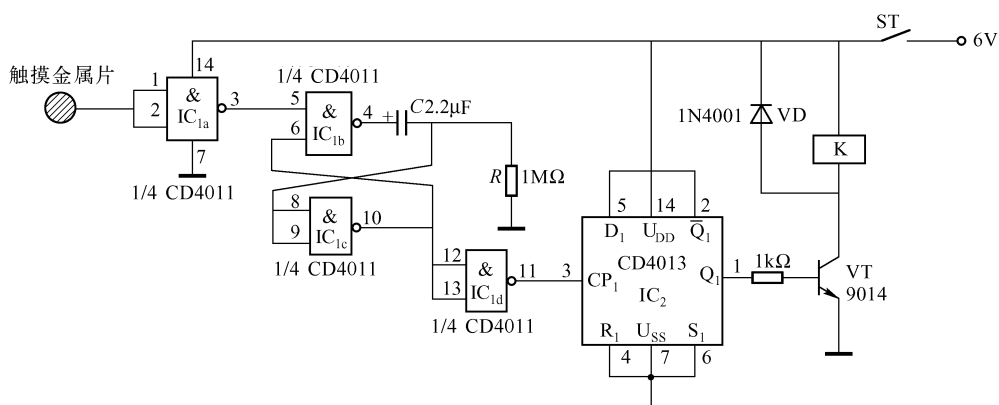 ST
6V
触摸金属片
1
2
14
&
IC1a
3
7
1/4 CD4011
1/4 CD4011
5
6
&
IC1b
4
+
C2.2μF
R
1MΩ
8
9
&
IC1c
10
1/4 CD4011
12
13
&
IC1d
11
1/4 CD4011
3
5
14
2
D1
UDD
Q̅1
CD4013
CP1
IC2
Q1
1
R1
USS
S1
4
7
6
1kΩ
1N4001
VD
K
VT
9014